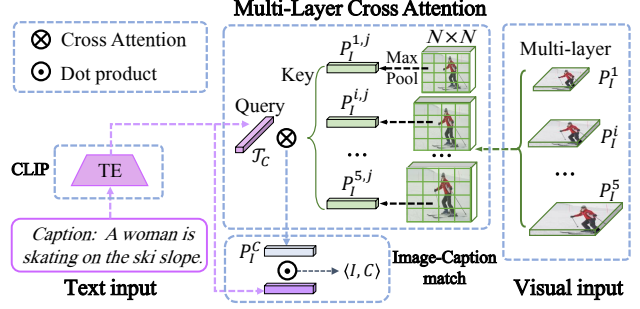 Multi-Layer Cross Attention
⊗ Cross Attention
⊙ Dot product
Key
P_I^{1,j}
Max
Pool
N×N
Multi-layer
P_I^1
Query
P_I^{i,j}
P_I^i
𝒯_C
...
...
...
CLIP
TE
P_I^{5,j}
P_I^5
Caption: A woman is
skating on the ski slope.
P_I^C
⟨I, C⟩
Image-Caption
match
Text input
Visual input